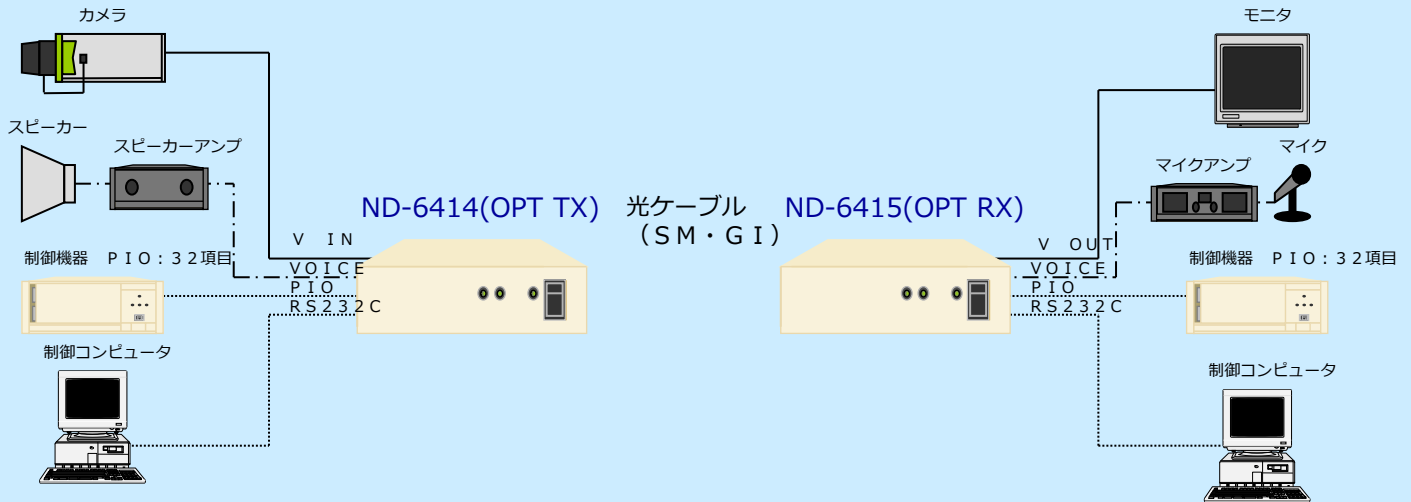 カメラ
モニタ
スピーカー
スピーカーアンプ
マイク
マイクアンプ
ND-6414(OPT TX)
光ケーブル
(ＳＭ・ＧＩ)
ND-6415(OPT RX)
Ｖ　ＩＮ
ＶＯＩＣＥ
ＰＩＯ
ＲＳ２３２Ｃ
Ｖ　ＯＵＴ
ＶＯＩＣＥ
ＰＩＯ
ＲＳ２３２Ｃ
制御機器　ＰＩＯ：３２項目
制御機器　ＰＩＯ：３２項目
制御コンピュータ
制御コンピュータ